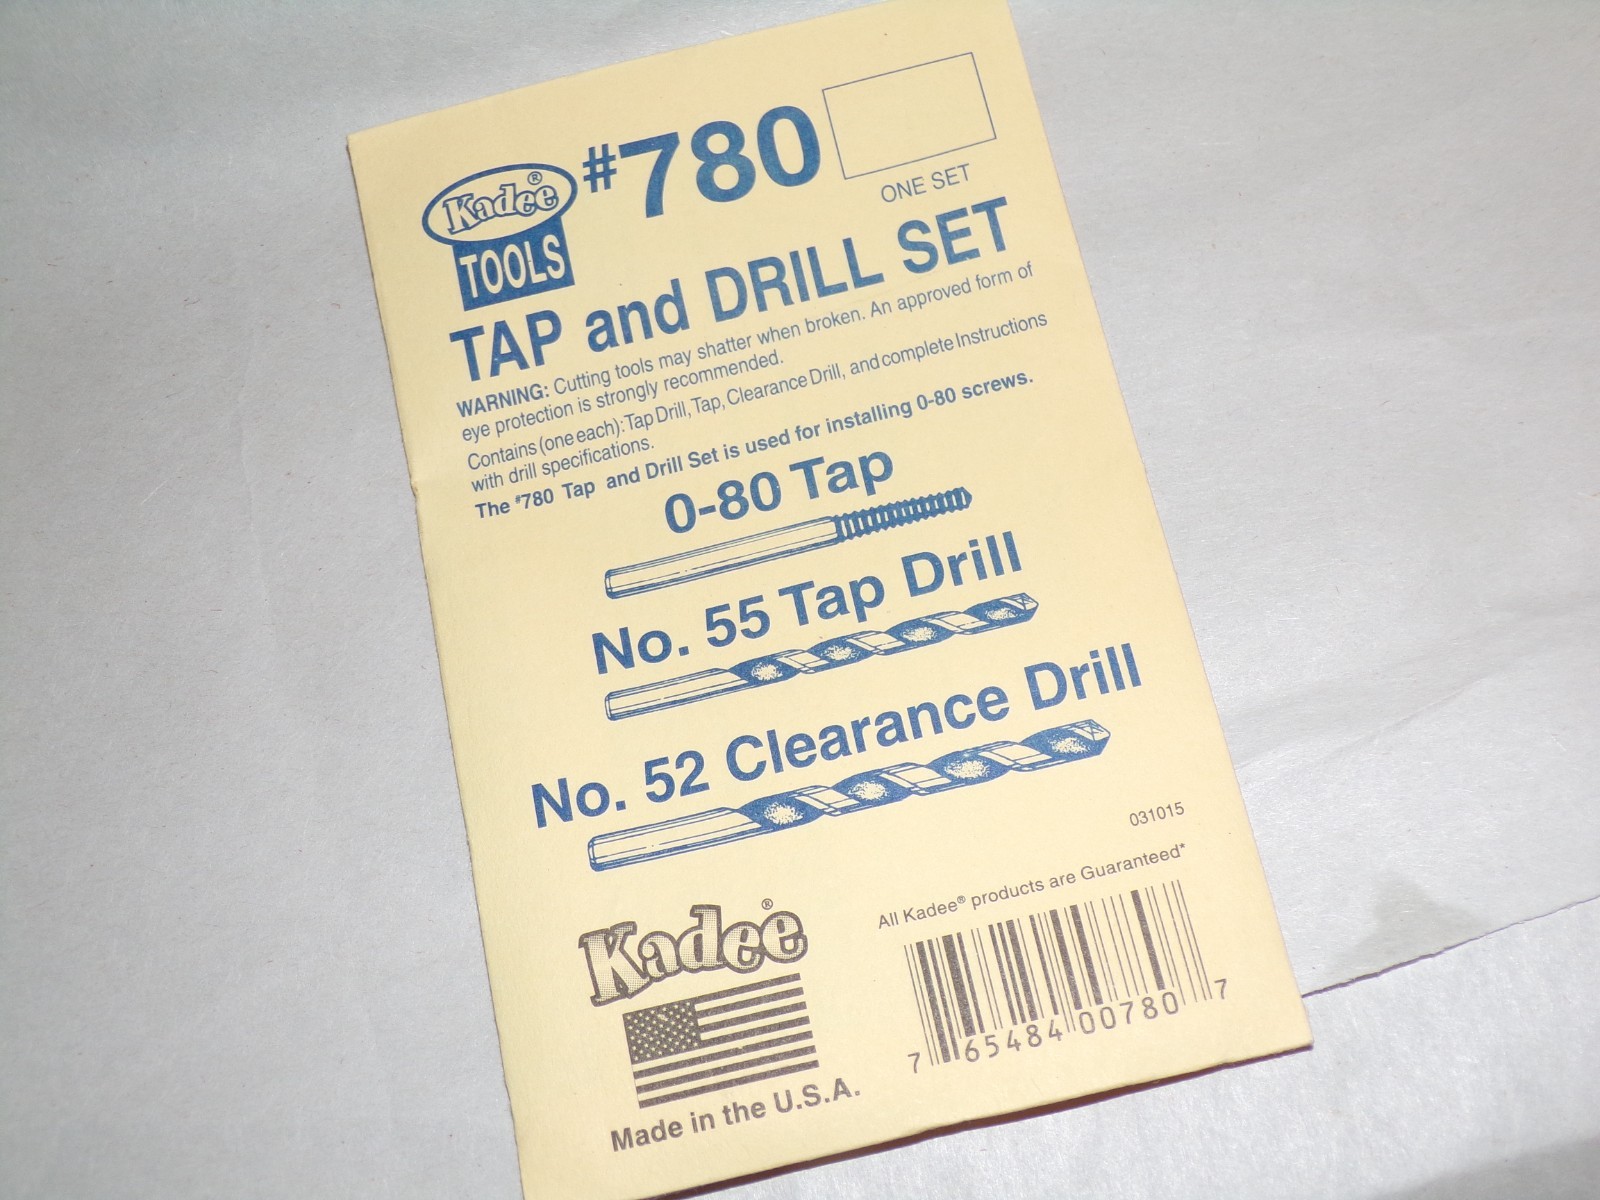 Kadee®
TOOLS
#780
ONE SET
TAP and DRILL SET
WARNING: Cutting tools may shatter when broken. An approved form of
eye protection is strongly recommended.
Contains (one each): Tap Drill, Tap, Clearance Drill, and complete Instructions
with drill specifications.
The #780 Tap and Drill Set is used for installing 0-80 screws.
0-80 Tap
No. 55 Tap Drill
No. 52 Clearance Drill
031015
Kadee®
Made in the U.S.A.
All Kadee® products are Guaranteed*
7 65484 00780 7